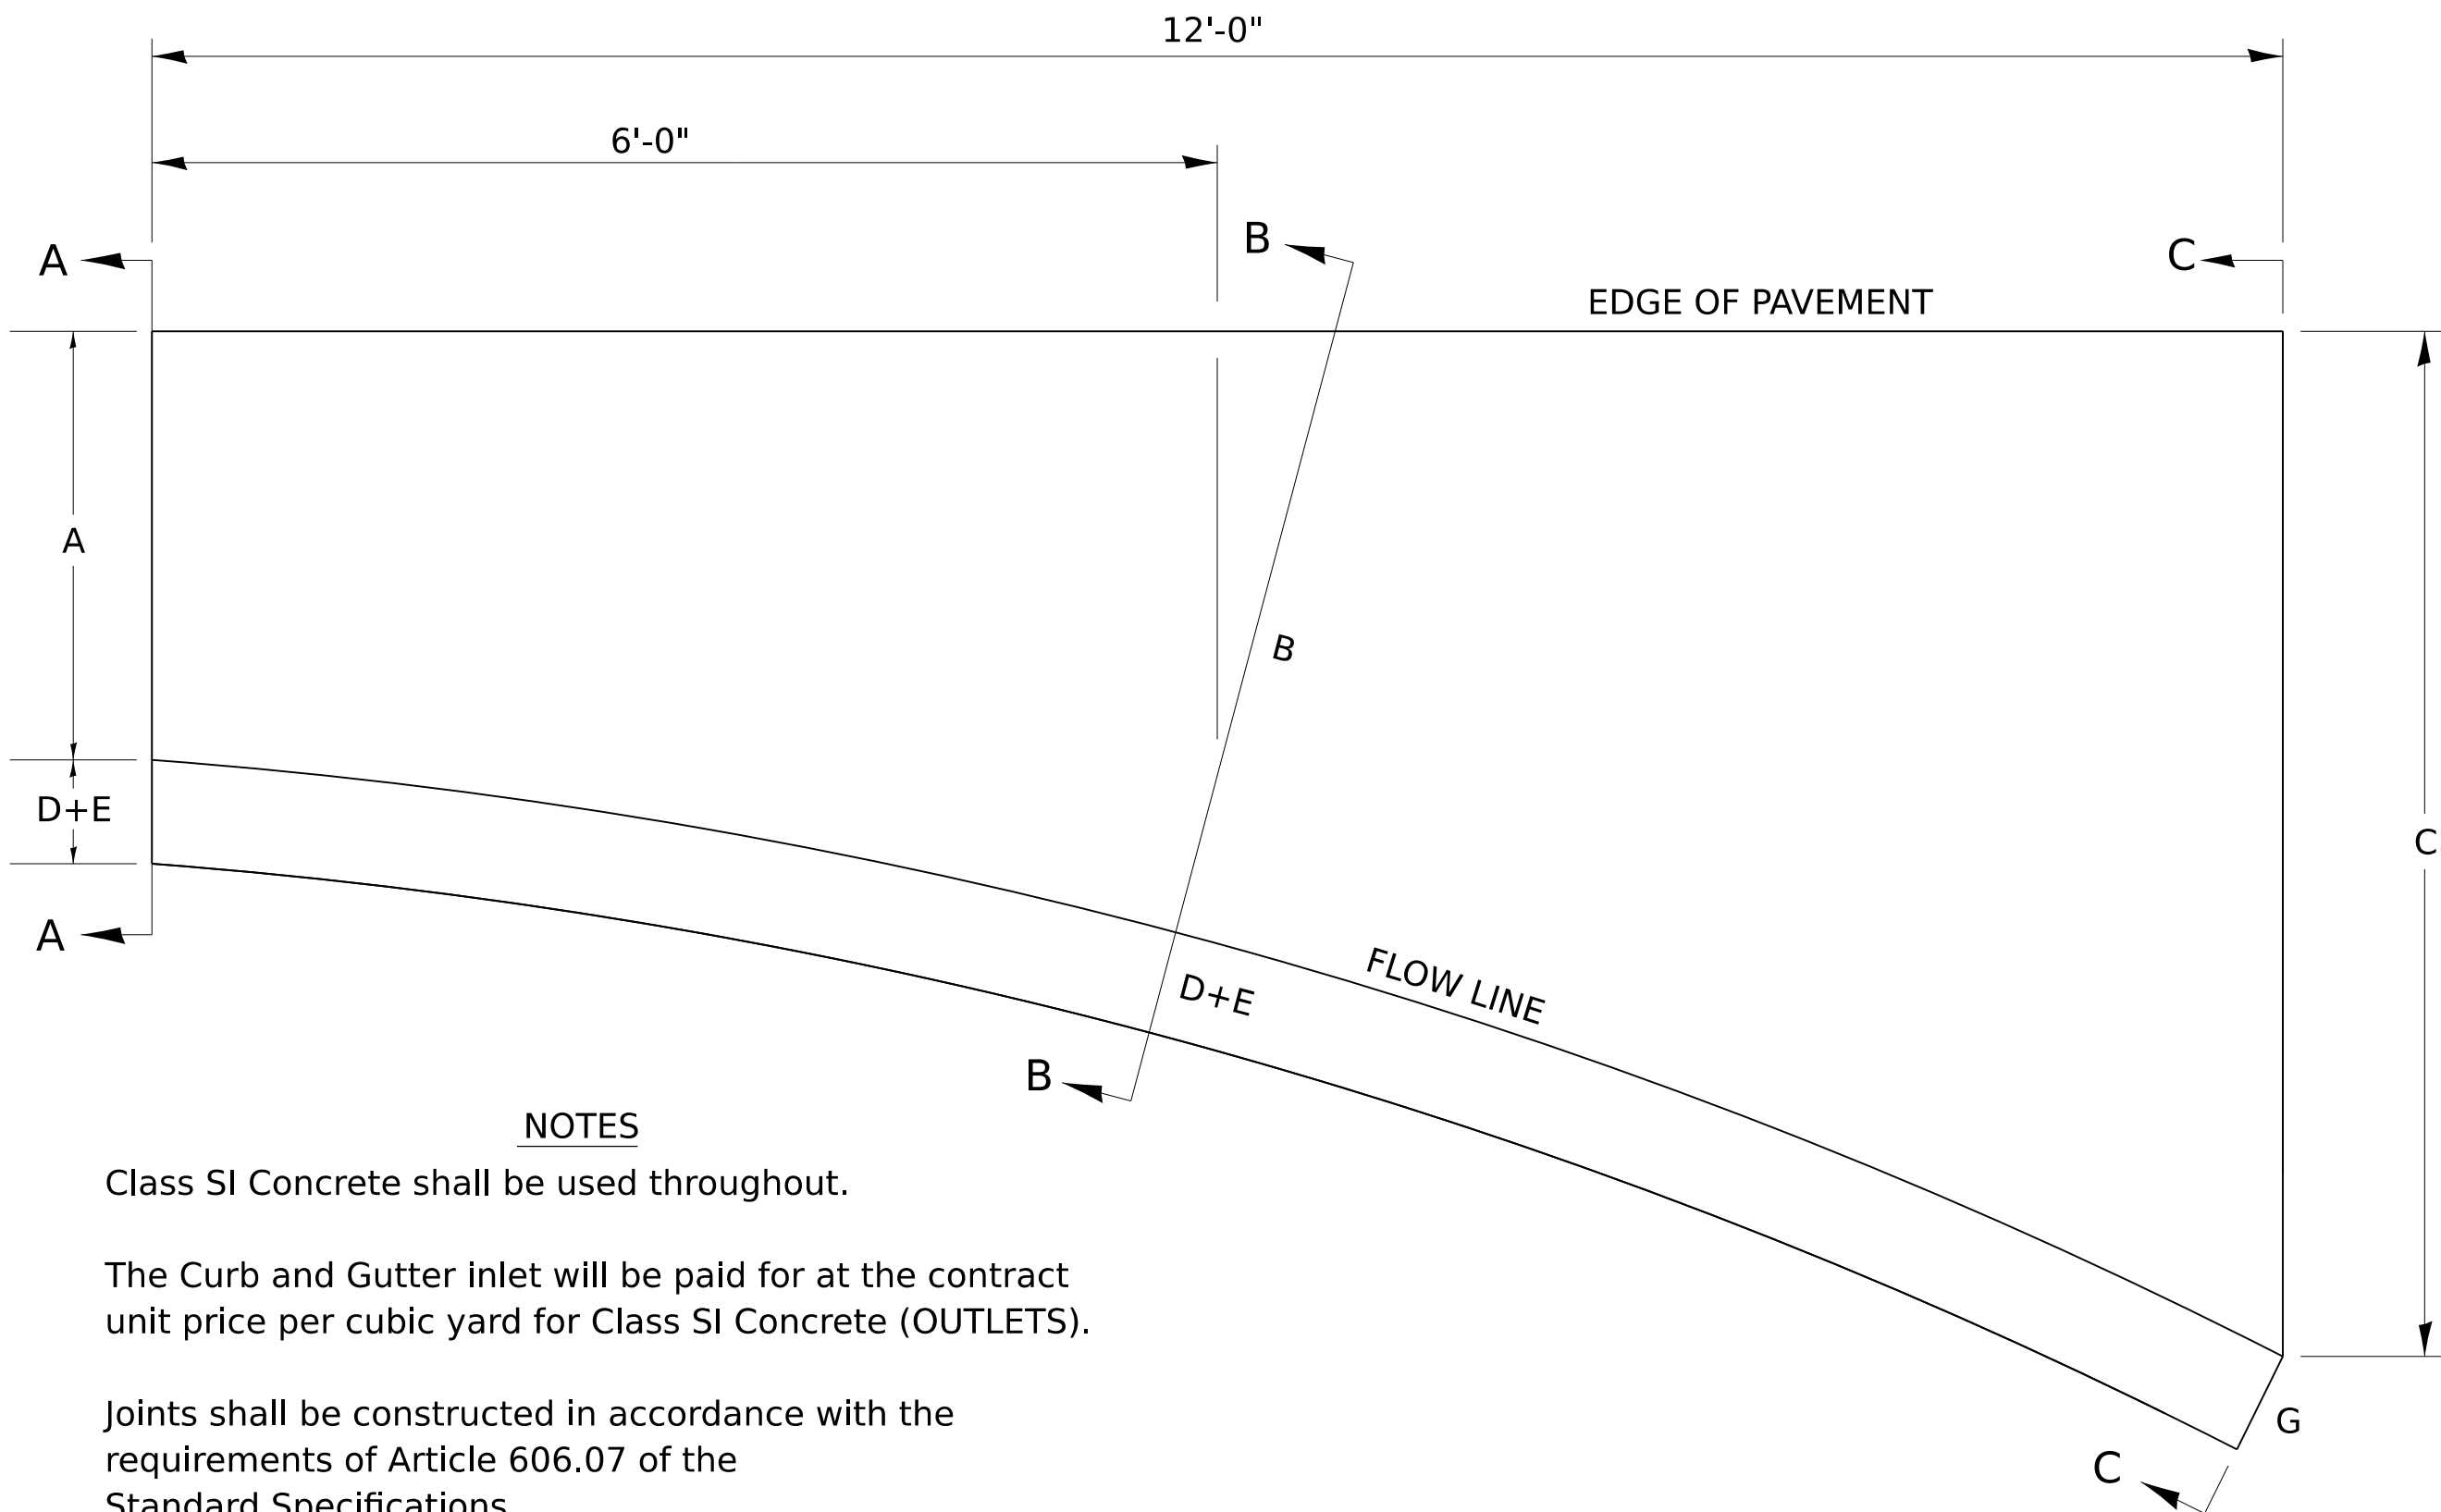 12'-0"
6'-0"
A
B
C
EDGE OF PAVEMENT
A
B
C
D+E
A
FLOW LINE
D+E
B
NOTES
Class SI Concrete shall be used throughout.
The Curb and Gutter inlet will be paid for at the contract
unit price per cubic yard for Class SI Concrete (OUTLETS).
Joints shall be constructed in accordance with the
requirements of Article 606.07 of the
Standard Specifications
G
C